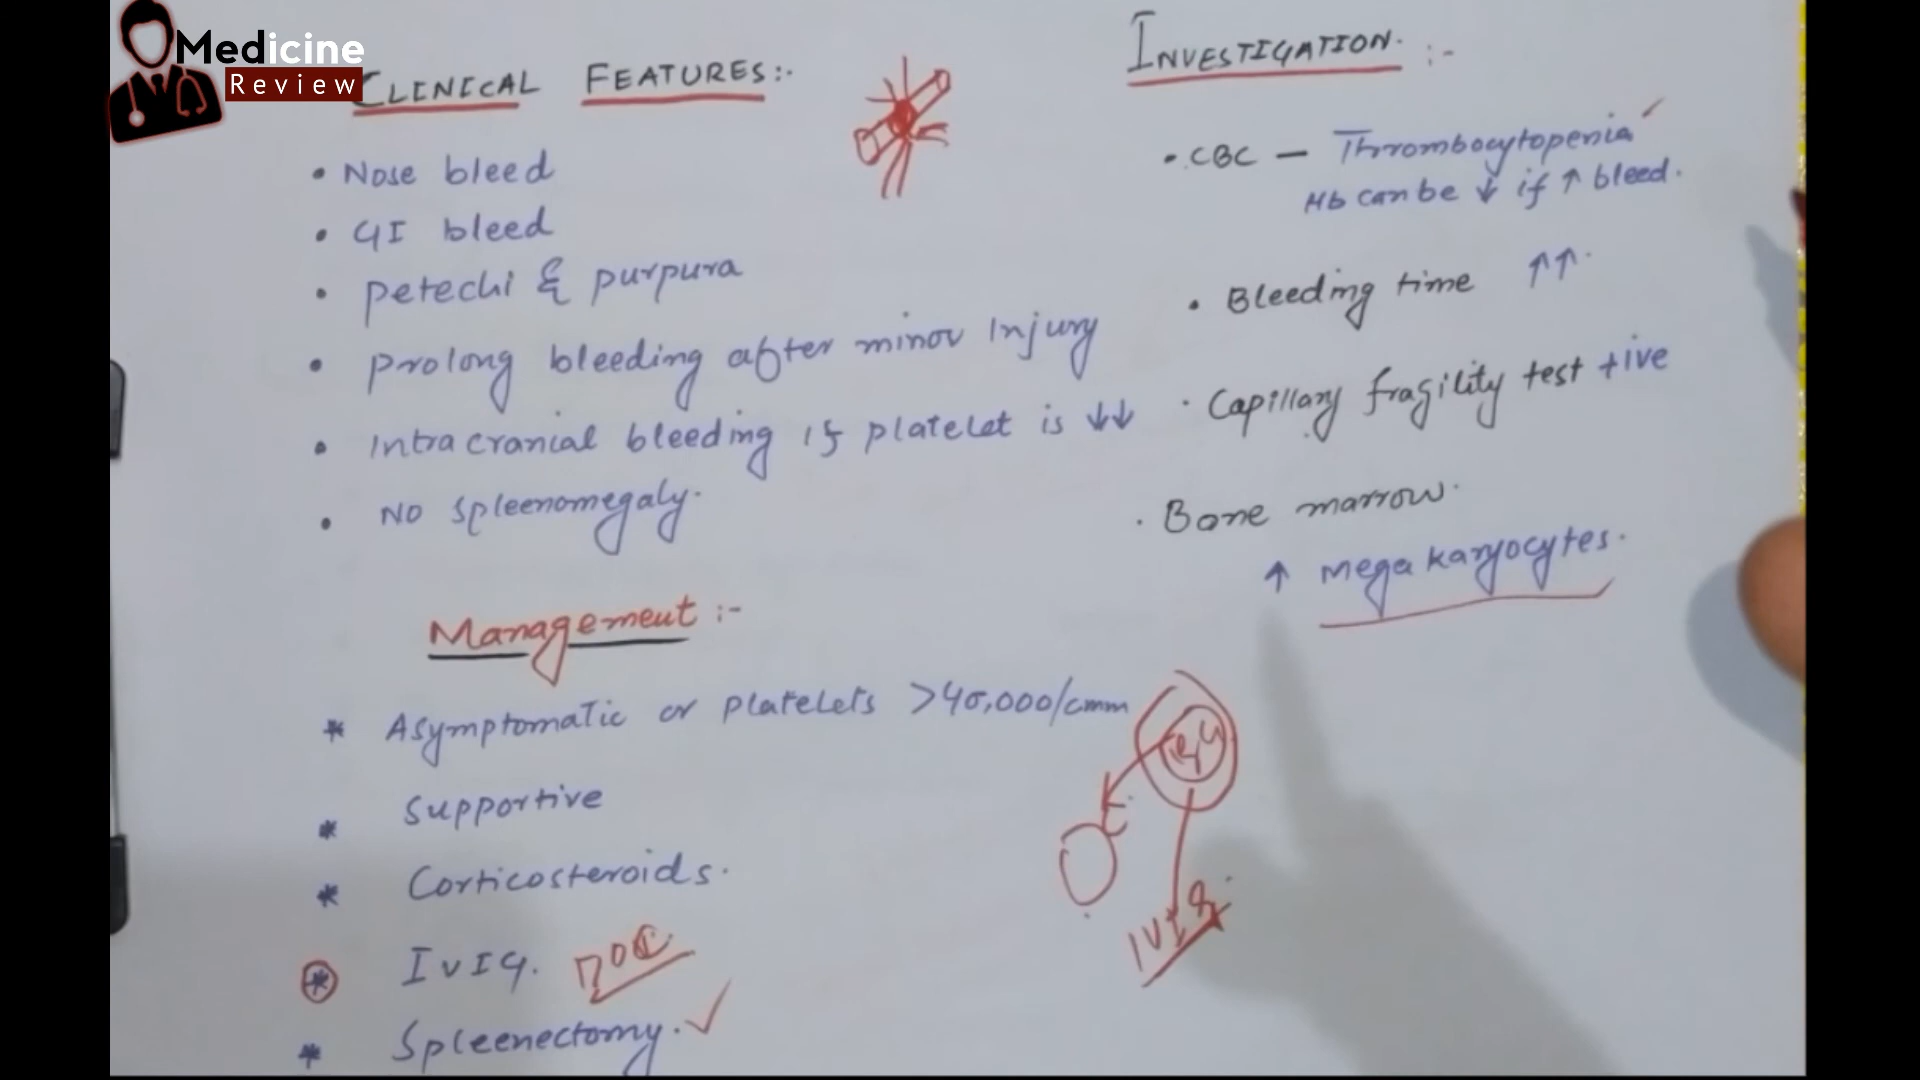 Medicine
Review
CLINICAL FEATURES:-
• Nose bleed
• GI bleed
• petechi & purpura
• prolong bleeding after minor Injury
• Intracranial bleeding if platelet is ↓↓
• NO spleenomegaly.
Management :-
* Asymptomatic or platelets >40,000/cmm
* Supportive
* Corticosteroids.
* IVIG. DOC
* Spleenectomy. ✓
INVESTIGATION. :-
• CBC – Thrombocytopenia ✓
Hb can be ↓ if ↑ bleed.
• Bleeding time ↑↑
• Capillary fragility test +ive
• Bone marrow.
↑ Megakaryocytes.
IVIg